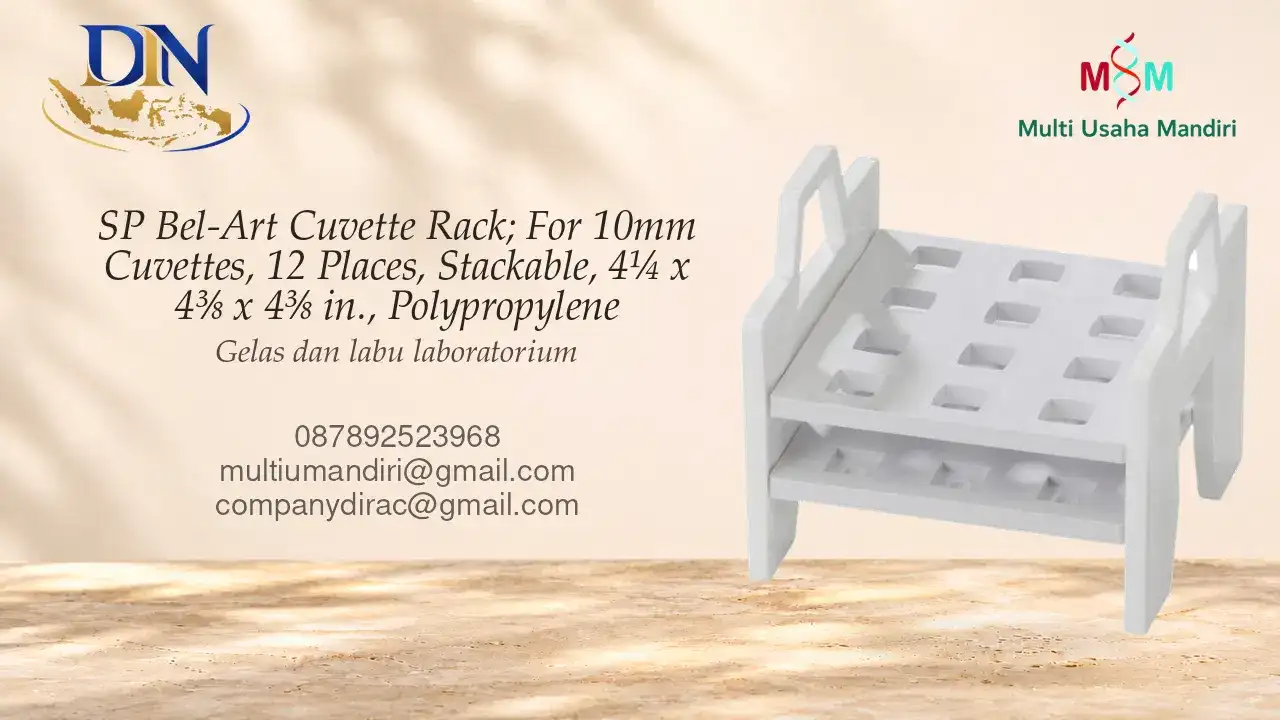 DIN
MSM
Multi Usaha Mandiri
SP Bel-Art Cuvette Rack; For 10mm
Cuvettes, 12 Places, Stackable, 4¼ x
4⅜ x 4⅜ in., Polypropylene
Gelas dan labu laboratorium
087892523968
multiumandiri@gmail.com
companydirac@gmail.com